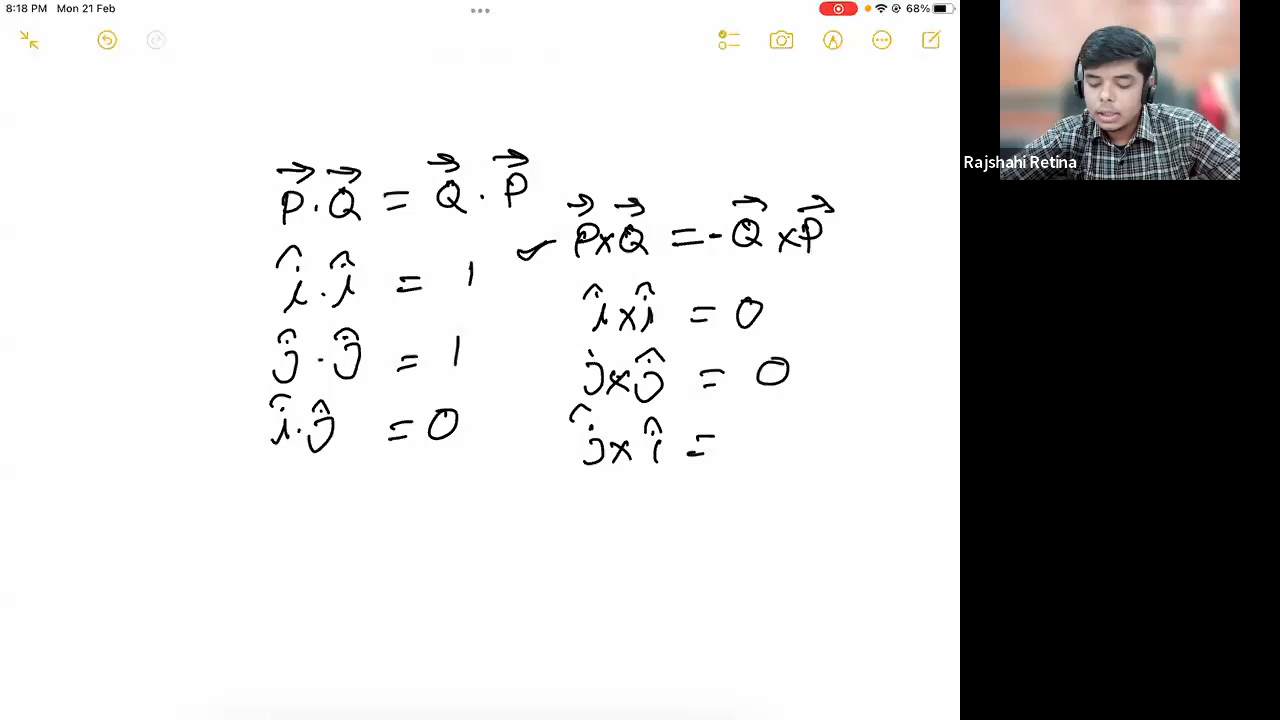 8:18 PM Mon 21 Feb
68%
Rajshahi Retina
P⃗ · Q⃗ = Q⃗ · P⃗
î · î = 1
ĵ · ĵ = 1
î · ĵ = 0
✓ P⃗ × Q⃗ = - Q⃗ × P⃗
î × î = 0
j × ĵ = 0
ĵ × î =